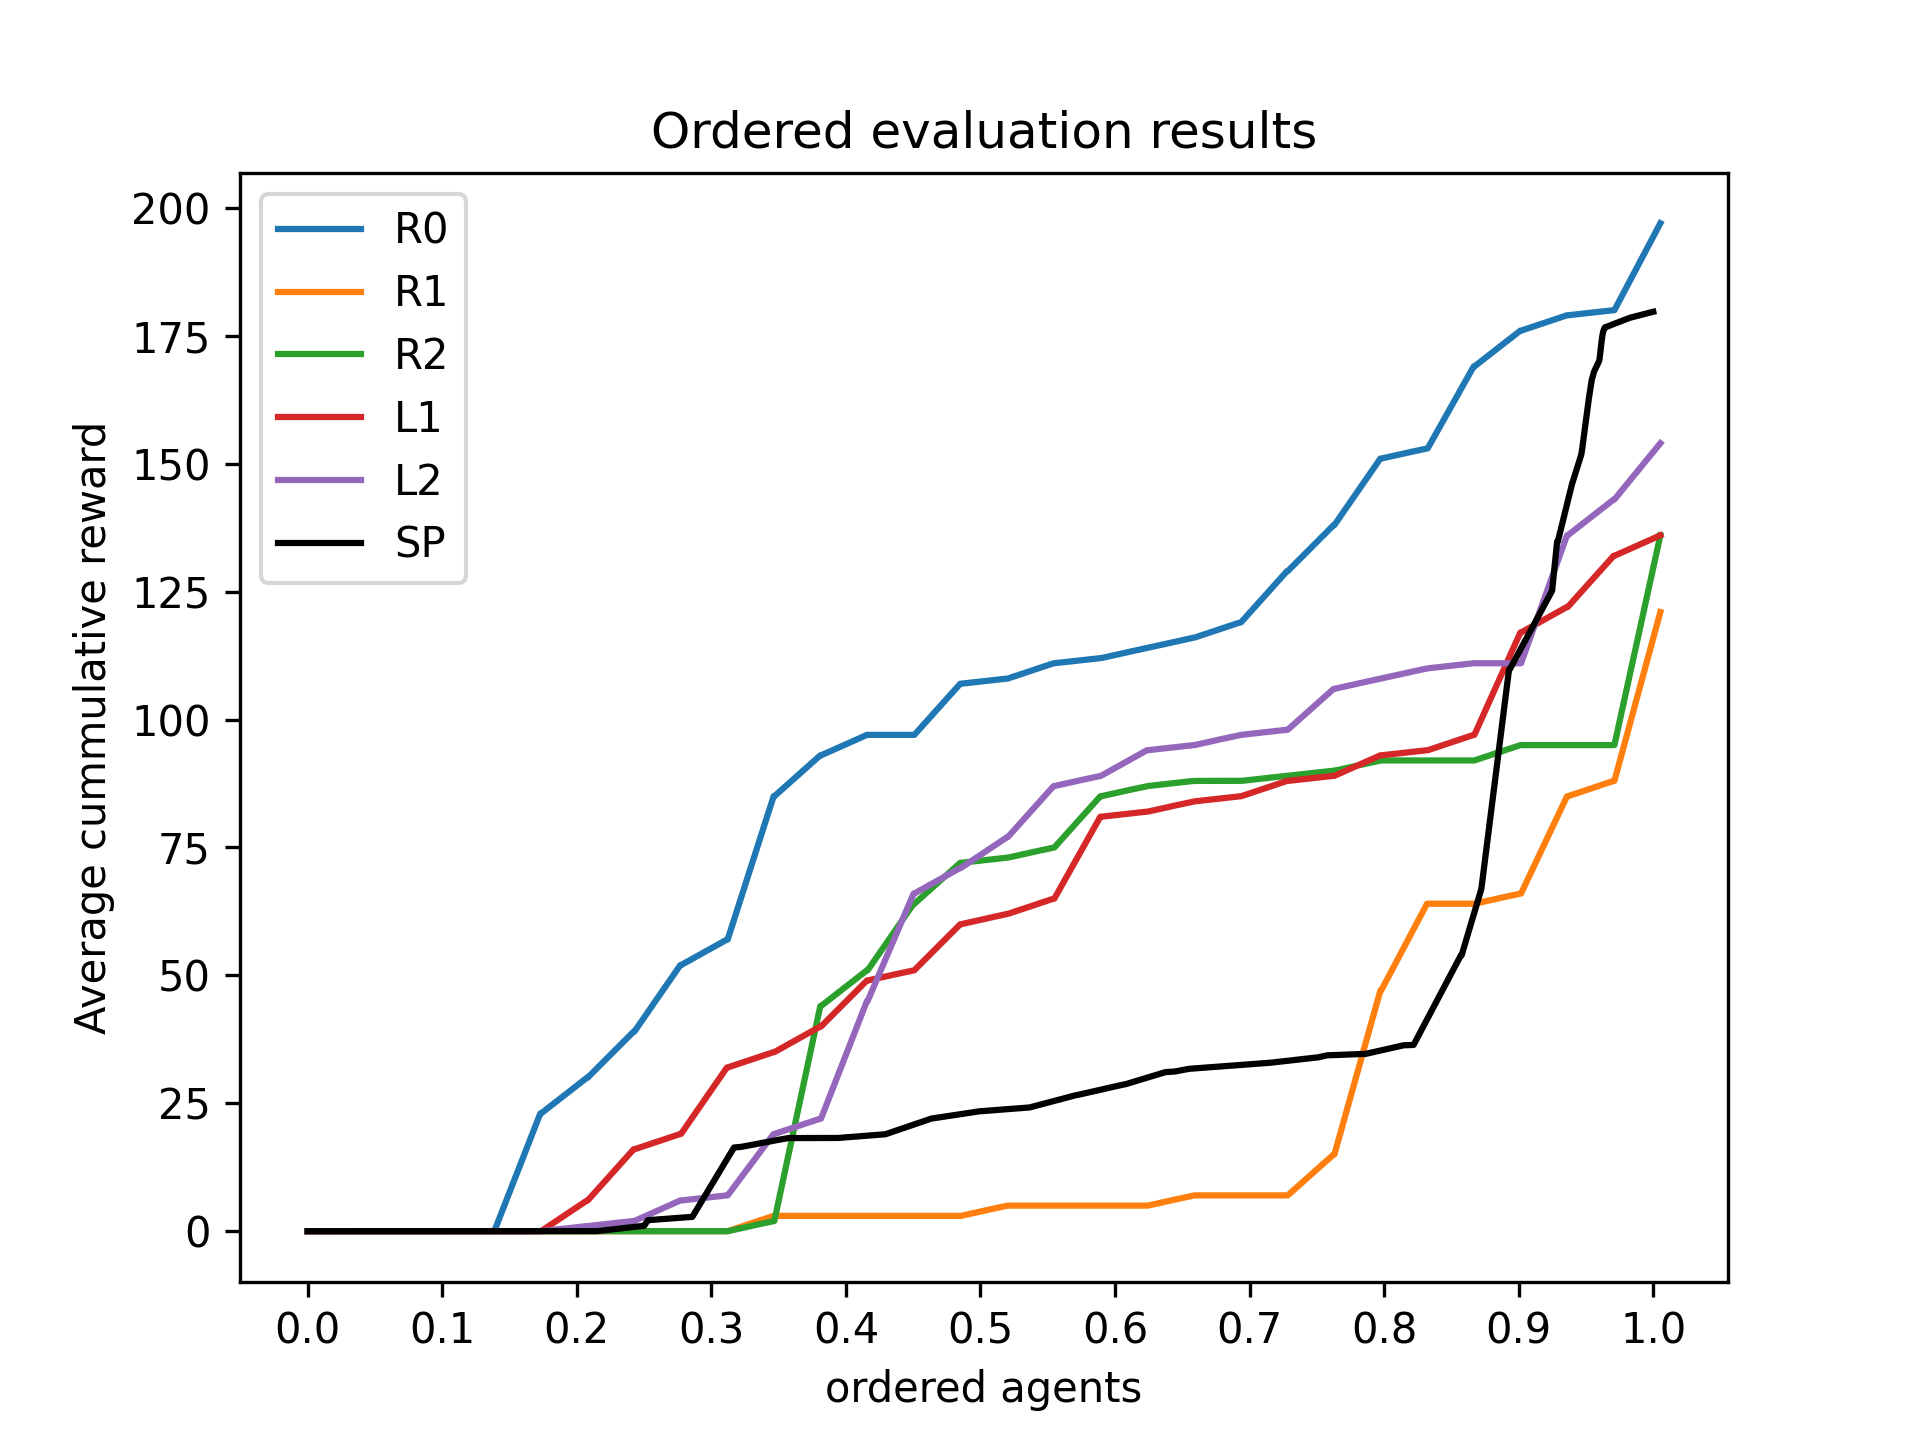 Ordered evaluation results
200
175
150
125
100
75
50
25
0
Average cummulative reward
R0
R1
R2
L1
L2
SP
0.0 0.1 0.2 0.3 0.4 0.5 0.6 0.7 0.8 0.9 1.0
ordered agents